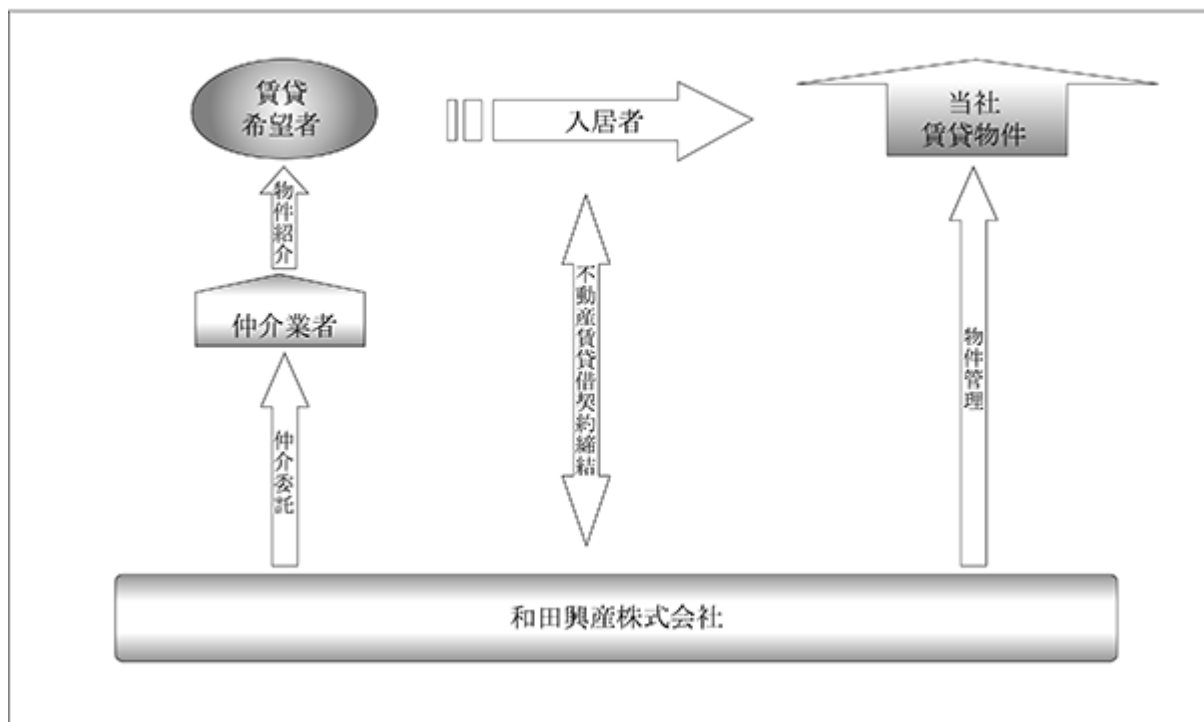 賃貸
希望者
入居者
当社
賃貸物件
物件紹介
仲介業者
仲介委託
不動産賃貸借契約締結
物件管理
和田興産株式会社